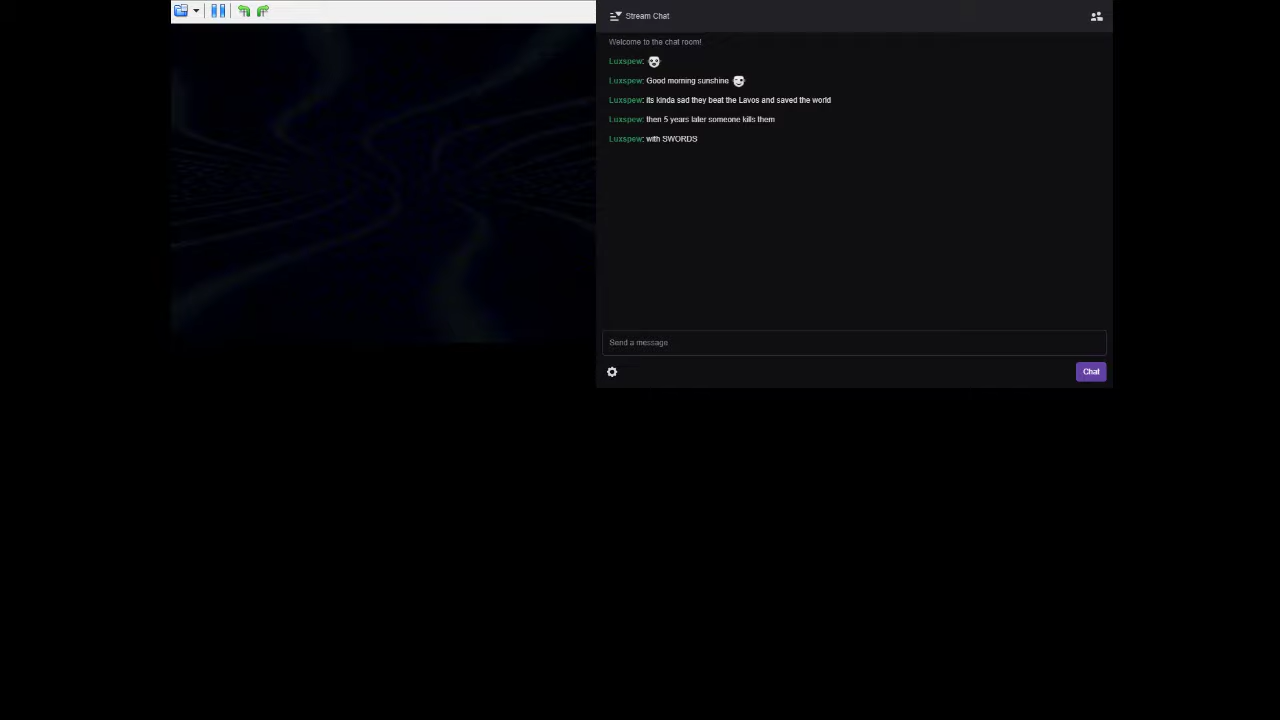 Stream Chat
Welcome to the chat room!
Luxspew:
Luxspew: Good morning sunshine
Luxspew: its kinda sad they beat the Lavos and saved the world
Luxspew: then 5 years later someone kills them
Luxspew: with SWORDS
Send a message
Chat